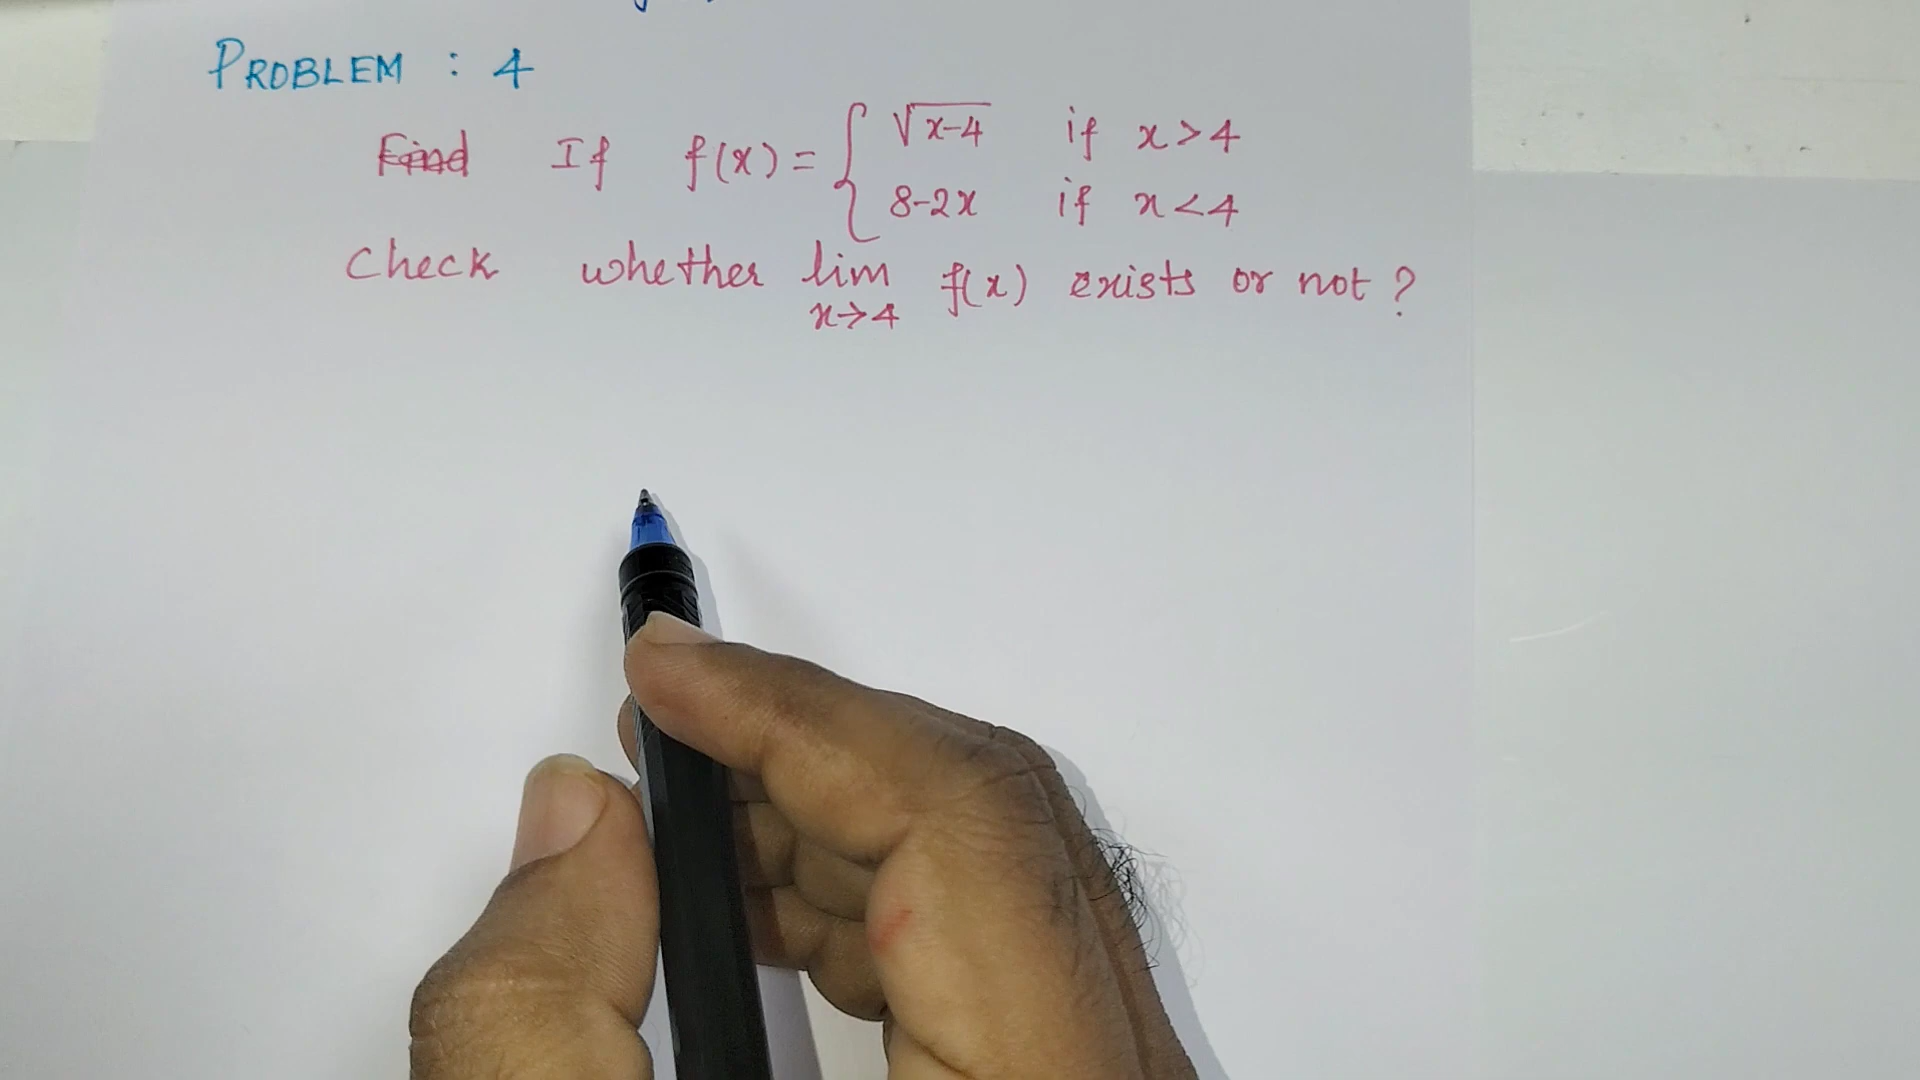 PROBLEM : 4
Find If f(x) = { √x-4 if x>4
8-2x if x<4
Check whether lim x→4 f(x) exists or not ?